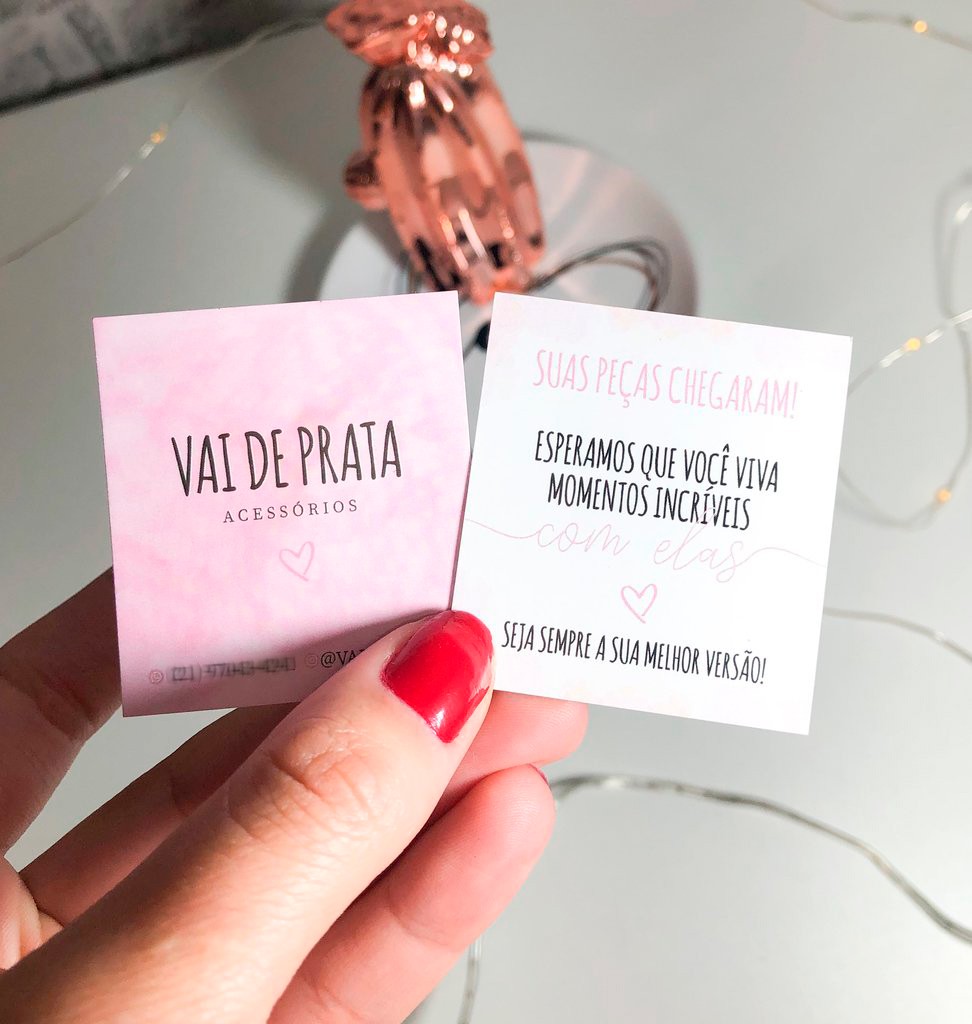 VAI DE PRATA
ACESSÓRIOS
SUAS PEÇAS CHEGARAM!
ESPERAMOS QUE VOCÊ VIVA
MOMENTOS INCRÍVEIS
com elas
SEJA SEMPRE A SUA MELHOR VERSÃO!